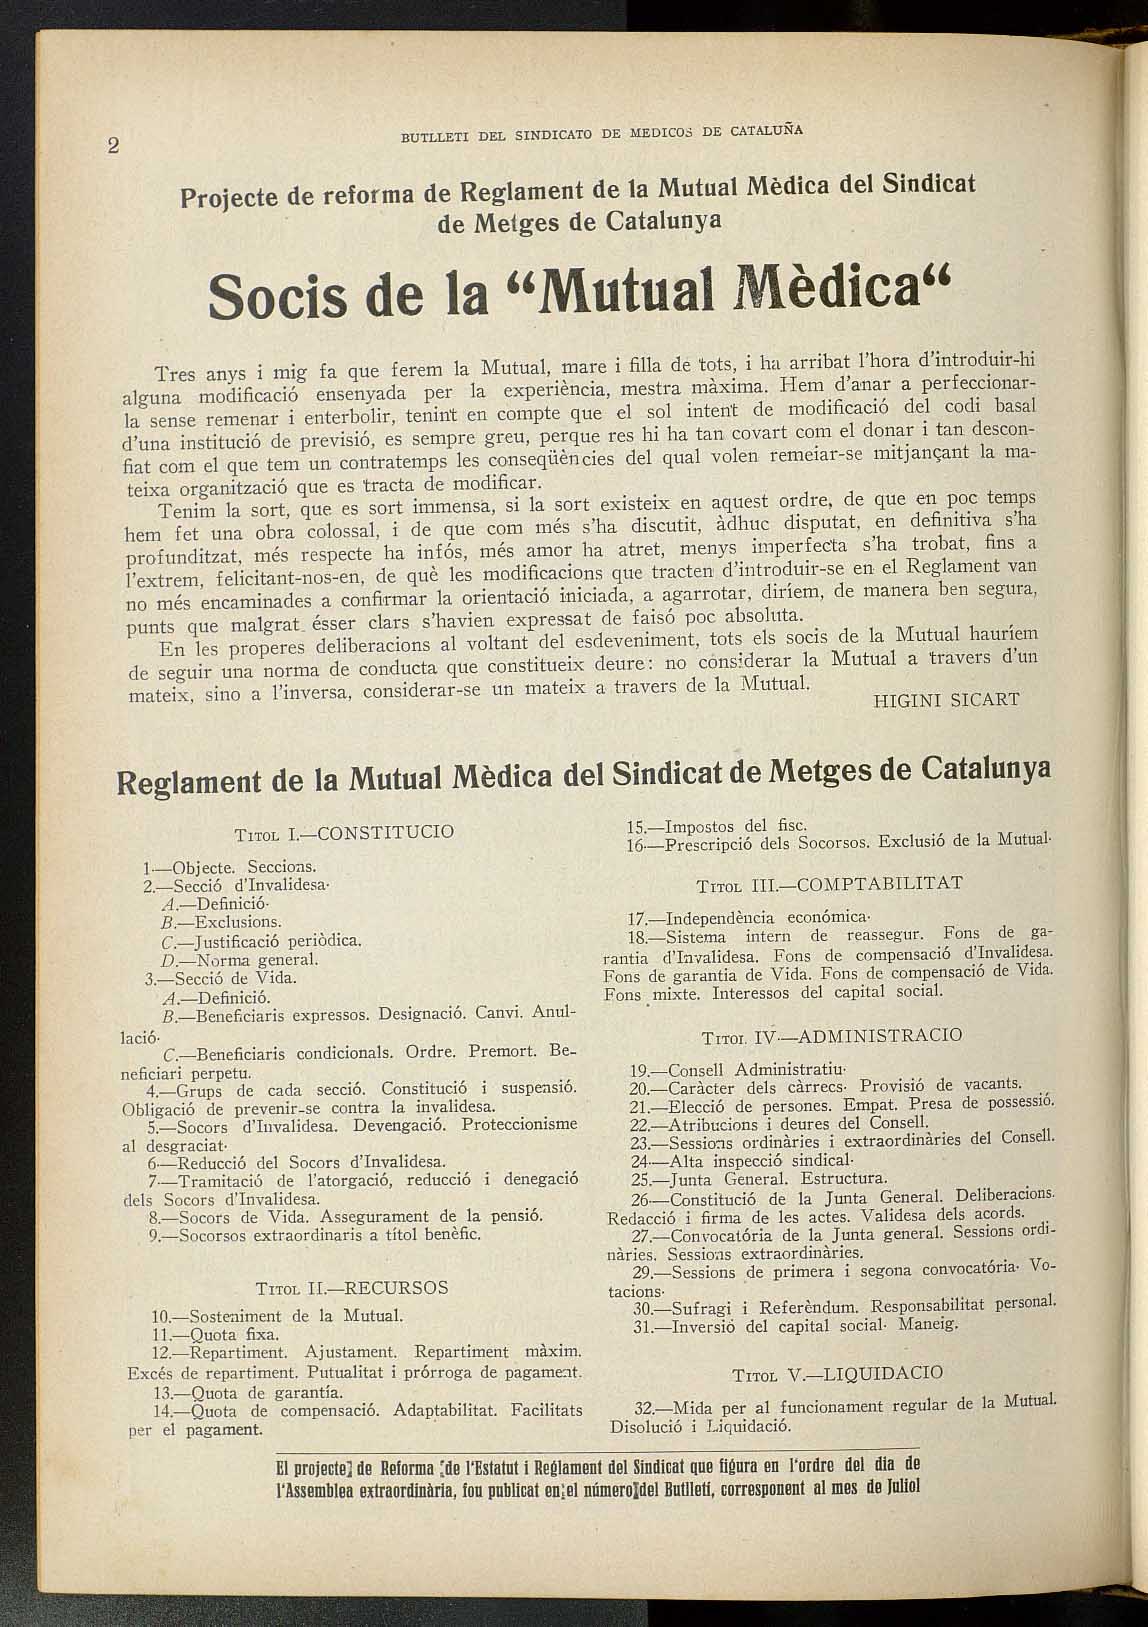 2
BUTLLETI DEL SINDICATO DE MEDICOS DE CATALUÑA
Projecte de reforma de Reglament de la Mutual Mèdica del Sindicat
de Metges de Catalunya
Socis de la “Mutual Mèdica“
Tres anys i mig fa que ferem la Mutual, mare i filla de tots, i ha arribat l'hora d'introduir-hi
alguna modificació ensenyada per la experiència, mestra màxima. Hem d'anar a perfeccionar-
la sense remenar i enterbolir, tenint en compte que el sol intent de modificació del codi basal
d'una institució de previsió, es sempre greu, perque res hi ha tan covart com el donar i tan descon-
fiat com el que tem un contratemps les conseqüències del qual volen remeiar-se mitjançant la ma-
teixa organització que es tracta de modificar.
Tenim la sort, que es sort immensa, si la sort existeix en aquest ordre, de que en poc temps
hem fet una obra colossal, i de que com més s'ha discutit, àdhuc disputat, en definitiva s'ha
profunditzat, més respecte ha infós, més amor ha atret, menys imperfecta s'ha trobat, fins a
l'extrem, felicitant-nos-en, de què les modificacions que tracten d'introduir-se en el Reglament van
no més encaminades a confirmar la orientació iniciada, a agarrotar, diríem, de manera ben segura,
punts que malgrat ésser clars s'havien expressat de faisó poc absoluta.
En les properes deliberacions al voltant del esdeveniment, tots els socis de la Mutual hauríem
de seguir una norma de conducta que constitueix deure: no considerar la Mutual a travers d'un
mateix, sino a l'inversa, considerar-se un mateix a travers de la Mutual.
HIGINI SICART
Reglament de la Mutual Mèdica del Sindicat de Metges de Catalunya
TITOL I.—CONSTITUCIO
1.—Objecte. Seccions.
2.—Secció d'Invalidesa.
A.—Definició.
B.—Exclusions.
C.—Justificació periòdica.
D.—Norma general.
3.—Secció de Vida.
A.—Definició.
B.—Beneficiaris expressos. Designació. Canvi. Anul-
lació.
C.—Beneficiaris condicionals. Ordre. Premort. Be-
neficiari perpetu.
4.—Grups de cada secció. Constitució i suspensió.
Obligació de prevenir-se contra la invalidesa.
5.—Socors d'Invalidesa. Devengació. Proteccionisme
al desgraciat.
6.—Reducció del Socors d'Invalidesa.
7.—Tramitació de l'atorgació, reducció i denegació
dels Socors d'Invalidesa.
8.—Socors de Vida. Assegurament de la pensió.
9.—Socorsos extraordinaris a títol benèfic.
TITOL II.—RECURSOS
10.—Sosteniment de la Mutual.
11.—Quota fixa.
12.—Repartiment. Ajustament. Repartiment màxim.
Excés de repartiment. Putualitat i prórroga de pagament.
13.—Quota de garantía.
14.—Quota de compensació. Adaptabilitat. Facilitats
per el pagament.
15.—Impostos del fisc.
16.—Prescripció dels Socorsos. Exclusió de la Mutual.
TITOL III.—COMPTABILITAT
17.—Independència económica.
18.—Sistema intern de reassegur. Fons de ga-
rantia d'Invalidesa. Fons de compensació d'Invalidesa.
Fons de garantia de Vida. Fons de compensació de Vida.
Fons mixte. Interessos del capital social.
TITOL IV.—ADMINISTRACIO
19.—Consell Administratiu.
20.—Caràcter dels càrrecs. Provisió de vacants.
21.—Elecció de persones. Empat. Presa de possessió.
22.—Atribucions i deures del Consell.
23.—Sessions ordinàries i extraordinàries del Consell.
24.—Alta inspecció sindical.
25.—Junta General. Estructura.
26.—Constitució de la Junta General. Deliberacions.
Redacció i firma de les actes. Validesa dels acords.
27.—Convocatória de la Junta general. Sessions ordi-
nàries. Sessions extraordinàries.
29.—Sessions de primera i segona convocatória. Vo-
tacions.
30.—Sufragi i Referèndum. Responsabilitat personal.
31.—Inversió del capital social. Maneig.
TITOL V.—LIQUIDACIO
32.—Mida per al funcionament regular de la Mutual.
Disolució i Liquidació.
El projecte] de Reforma [de l'Estatut i Reglament del Sindicat que figura en l'ordre del dia de
l'Assemblea extraordinària, fou publicat en el número del Butlletí, corresponent al mes de Juliol